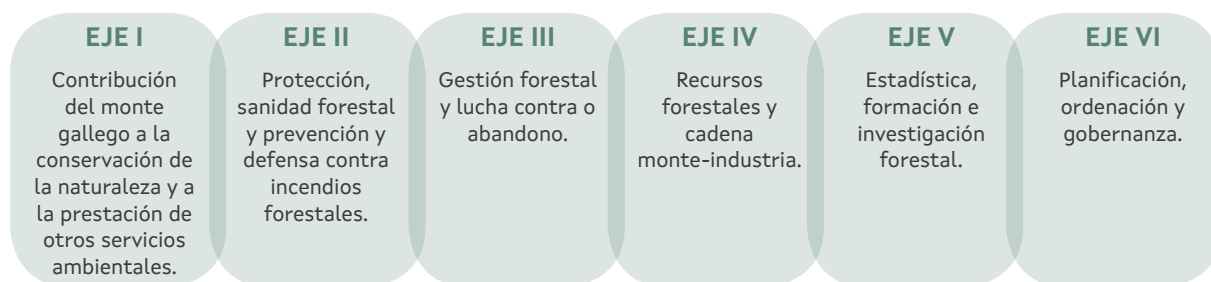 EJE I
Contribución
del monte
gallego a la
conservación de
la naturaleza y a
la prestación de
otros servicios
ambientales.
EJE II
Protección,
sanidad forestal
y prevención y
defensa contra
incendios
forestales.
EJE III
Gestión forestal
y lucha contra o
abandono.
EJE IV
Recursos
forestales y
cadena
monte-industria.
EJE V
Estadística,
formación e
investigación
forestal.
EJE VI
Planificación,
ordenación y
gobernanza.